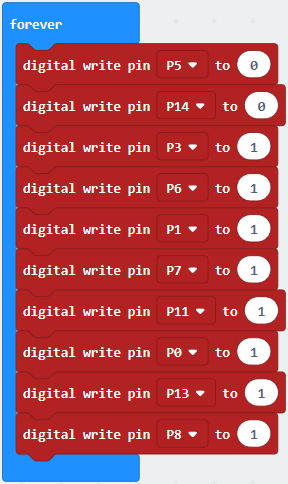 forever
digital write pin P5 to 0
digital write pin P14 to 0
digital write pin P3 to 1
digital write pin P6 to 1
digital write pin P1 to 1
digital write pin P7 to 1
digital write pin P11 to 1
digital write pin P0 to 1
digital write pin P13 to 1
digital write pin P8 to 1